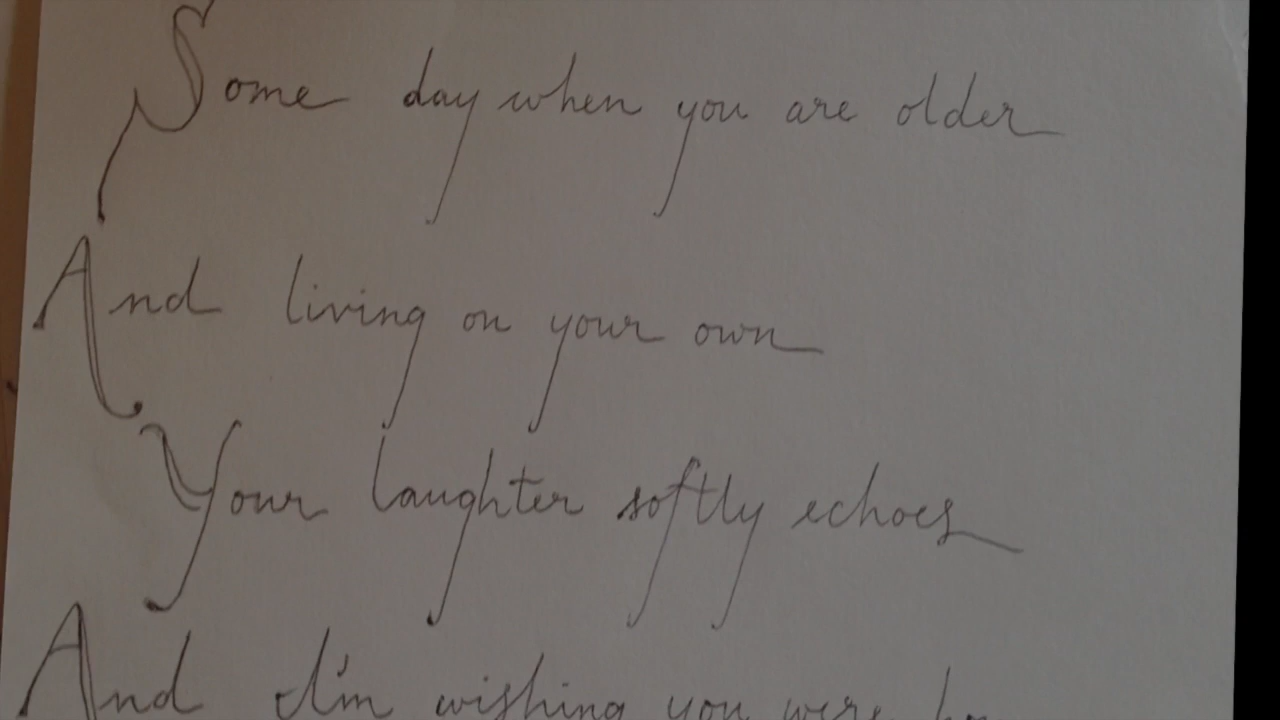 Some day when you are older
And living on your own
Your laughter softly echoes
And I'm wishing you were